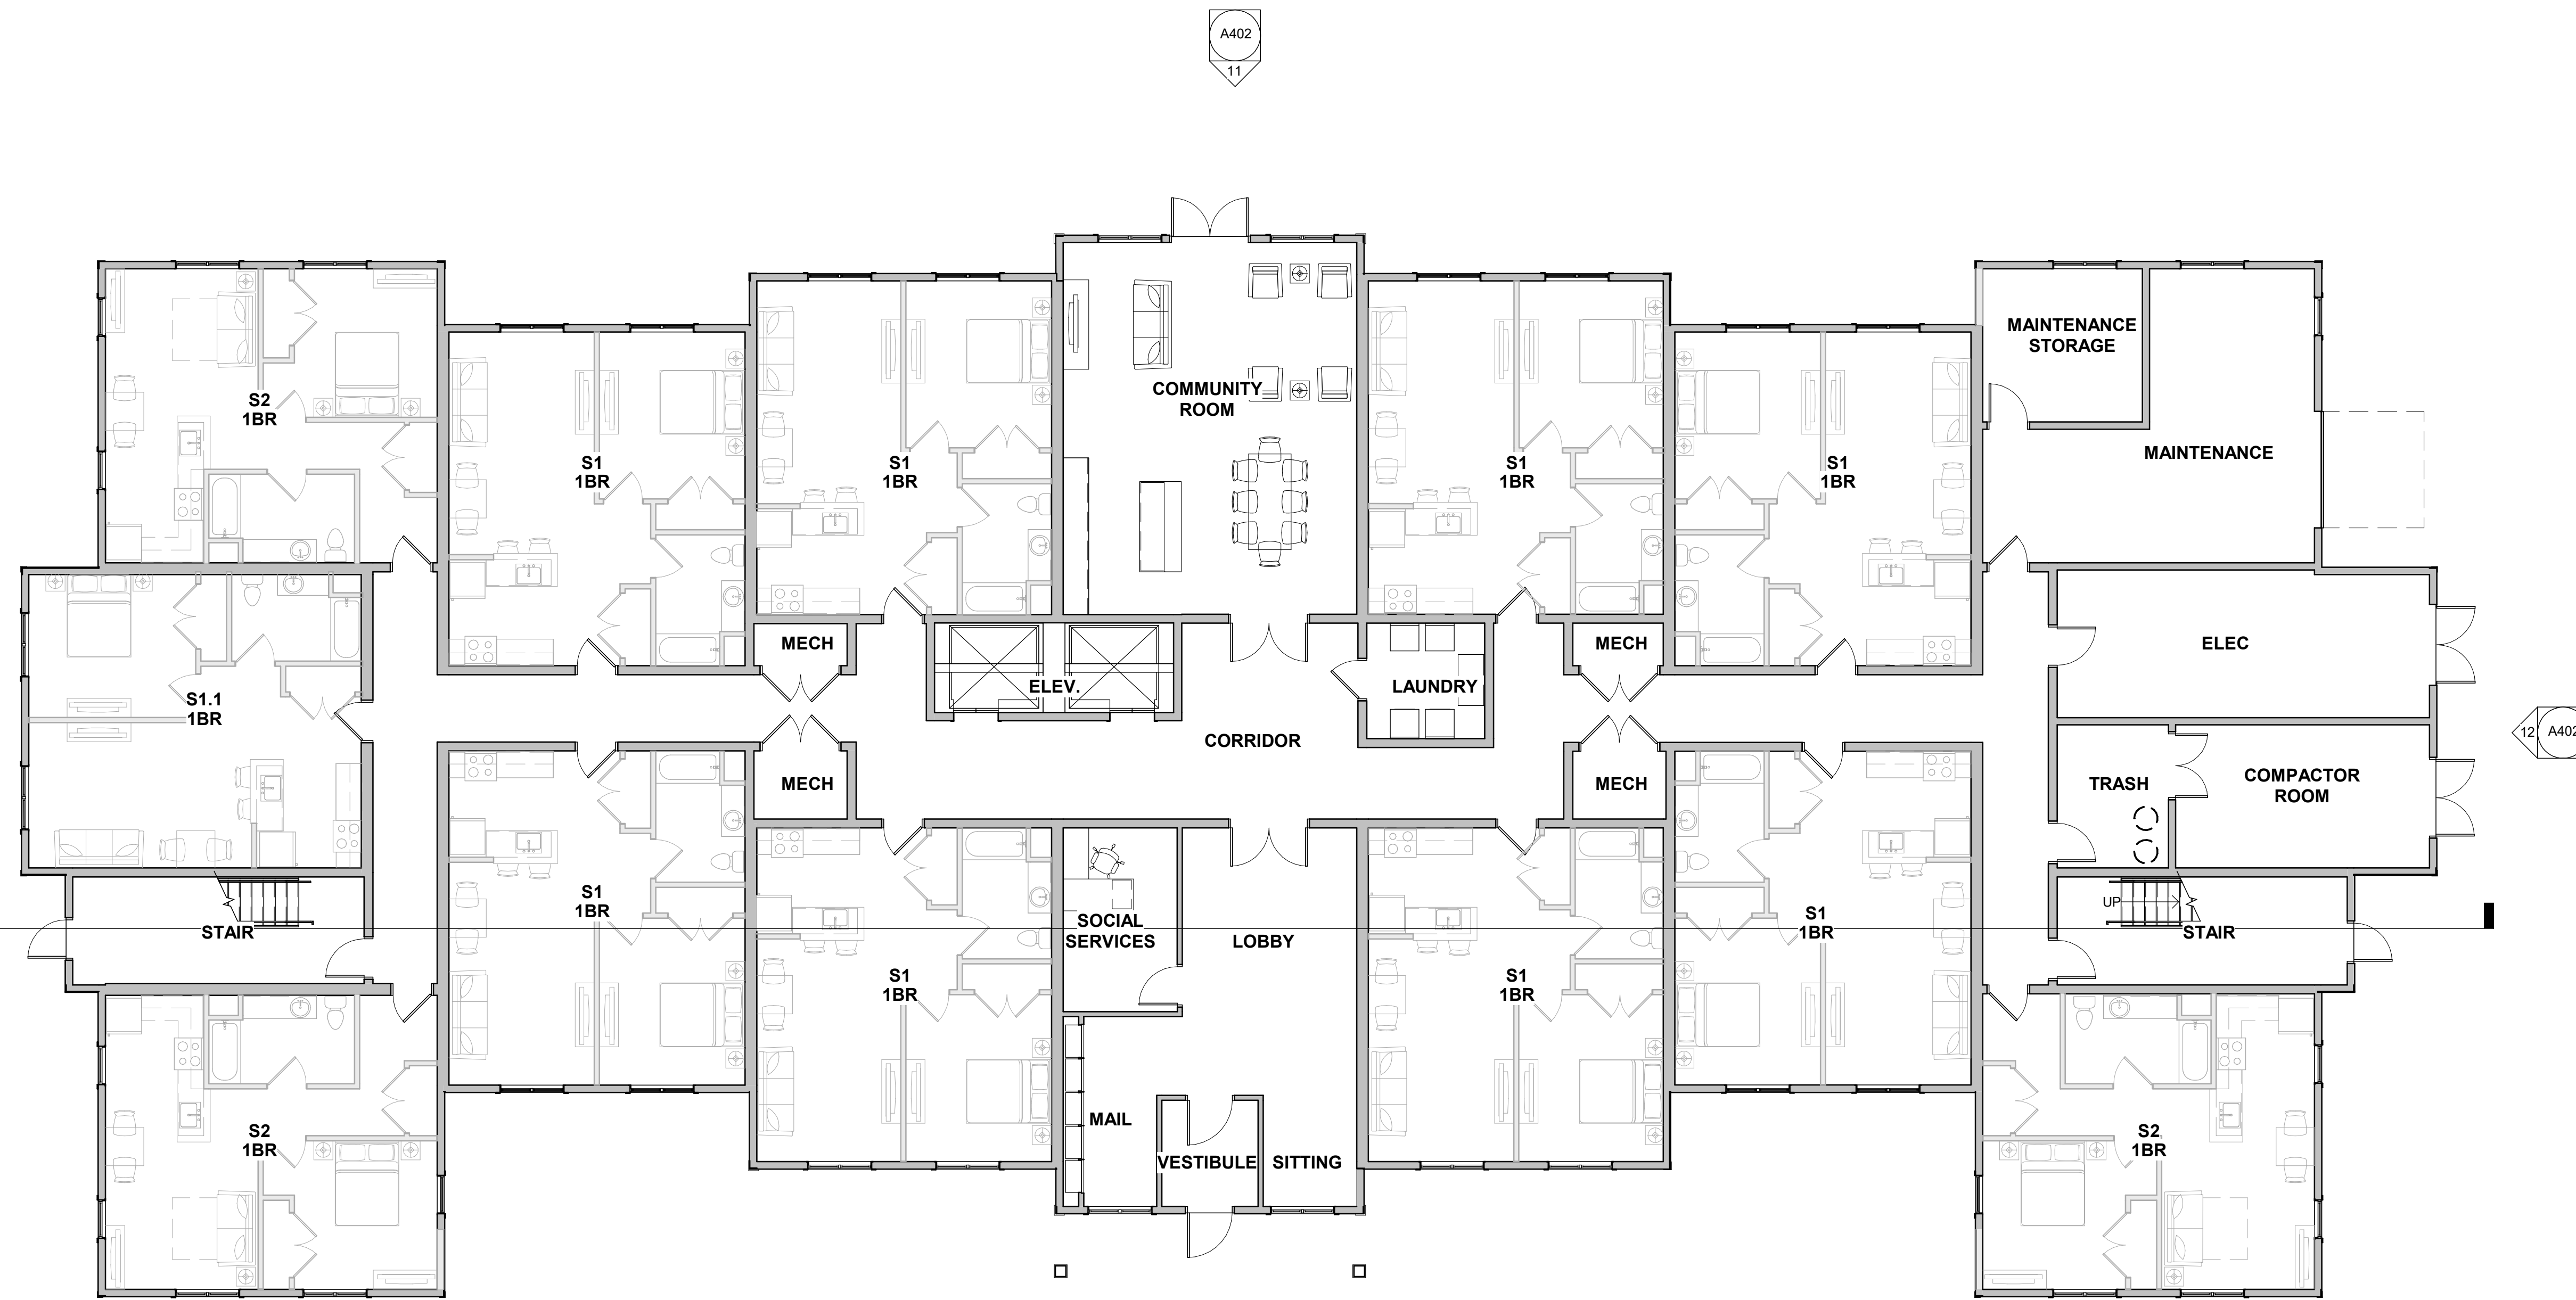 A402
11
MAINTENANCE
STORAGE
COMMUNITY
ROOM
S2
1BR
MAINTENANCE
S1
1BR
S1
1BR
S1
1BR
S1
1BR
MECH
MECH
ELEC
ELEV.
LAUNDRY
S1.1
1BR
12
A402
CORRIDOR
MECH
MECH
TRASH
COMPACTOR
ROOM
S1
1BR
UP
S1
1BR
SOCIAL
SERVICES
STAIR
LOBBY
STAIR
S1
1BR
S1
1BR
MAIL
S2
1BR
S2
1BR
VESTIBULE
SITTING